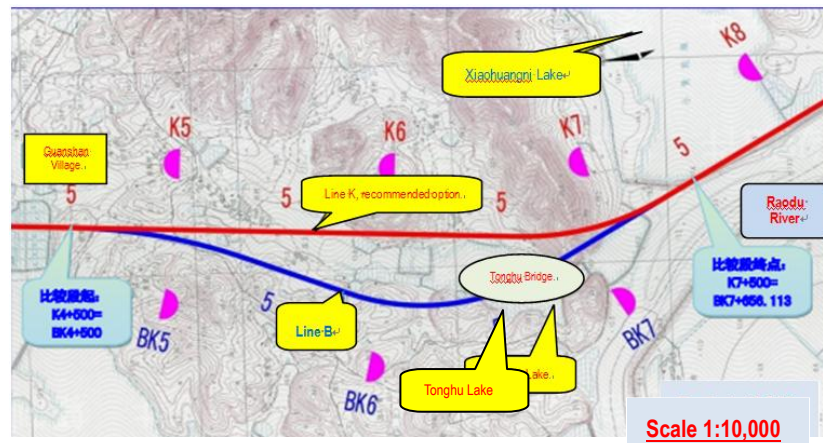 K8
Xiaohuangni Lake
K5
K6
K7
Guanshan
Village.
5
5
5
5
Line K, recommended option.
Raodu
River
Tonghu Bridge.
比较段起:
K4+500=
BK4+500
比较段终点:
K7+500=
BK7+656.113
5
Line B
BK5
BK6
BK7
Tonghu Lake
Lake.
Scale 1:10,000